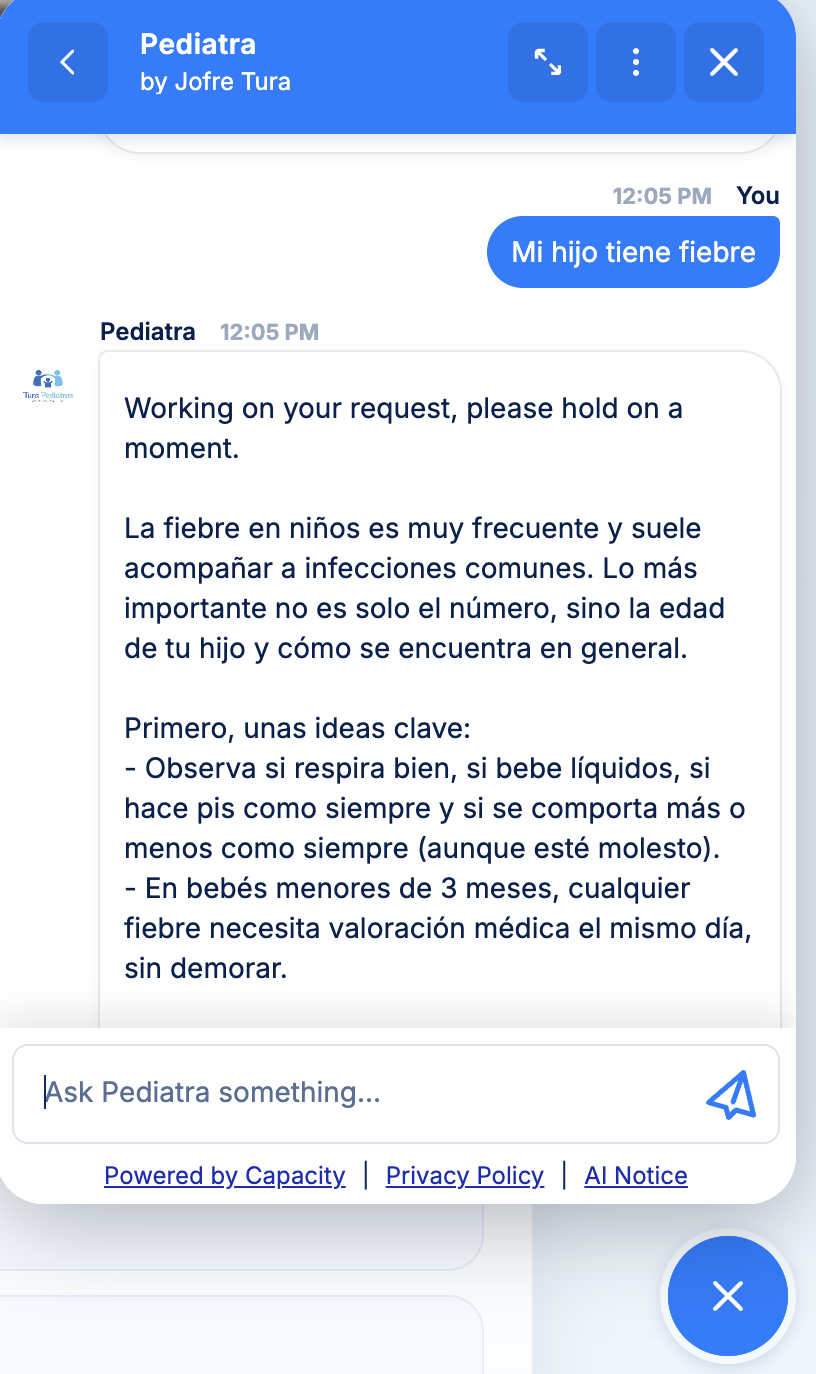 Pediatra
by Jofre Tura
12:05 PM You
Mi hijo tiene fiebre
Pediatra 12:05 PM
Tura Pediatras
Working on your request, please hold on a
moment.
La fiebre en niños es muy frecuente y suele
acompañar a infecciones comunes. Lo más
importante no es solo el número, sino la edad
de tu hijo y cómo se encuentra en general.
Primero, unas ideas clave:
- Observa si respira bien, si bebe líquidos, si
hace pis como siempre y si se comporta más o
menos como siempre (aunque esté molesto).
- En bebés menores de 3 meses, cualquier
fiebre necesita valoración médica el mismo día,
sin demorar.
Ask Pediatra something...
Powered by Capacity | Privacy Policy | AI Notice